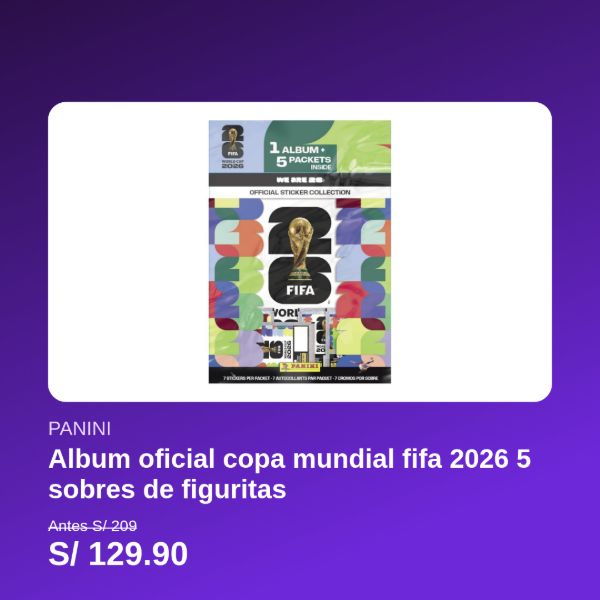 26
FIFA
WORLD CUP
2026
1 ALBUM +
5 PACKETS
INSIDE
WE ARE 26
OFFICIAL STICKER COLLECTION
26
FIFA
PANINI
7 STICKERS PER PACKET · 7 AUTOCOLLANTS PAR PAQUET · 7 CROMOS POR SOBRE
PANINI
Album oficial copa mundial fifa 2026 5
sobres de figuritas
Antes S/ 209
S/ 129.90